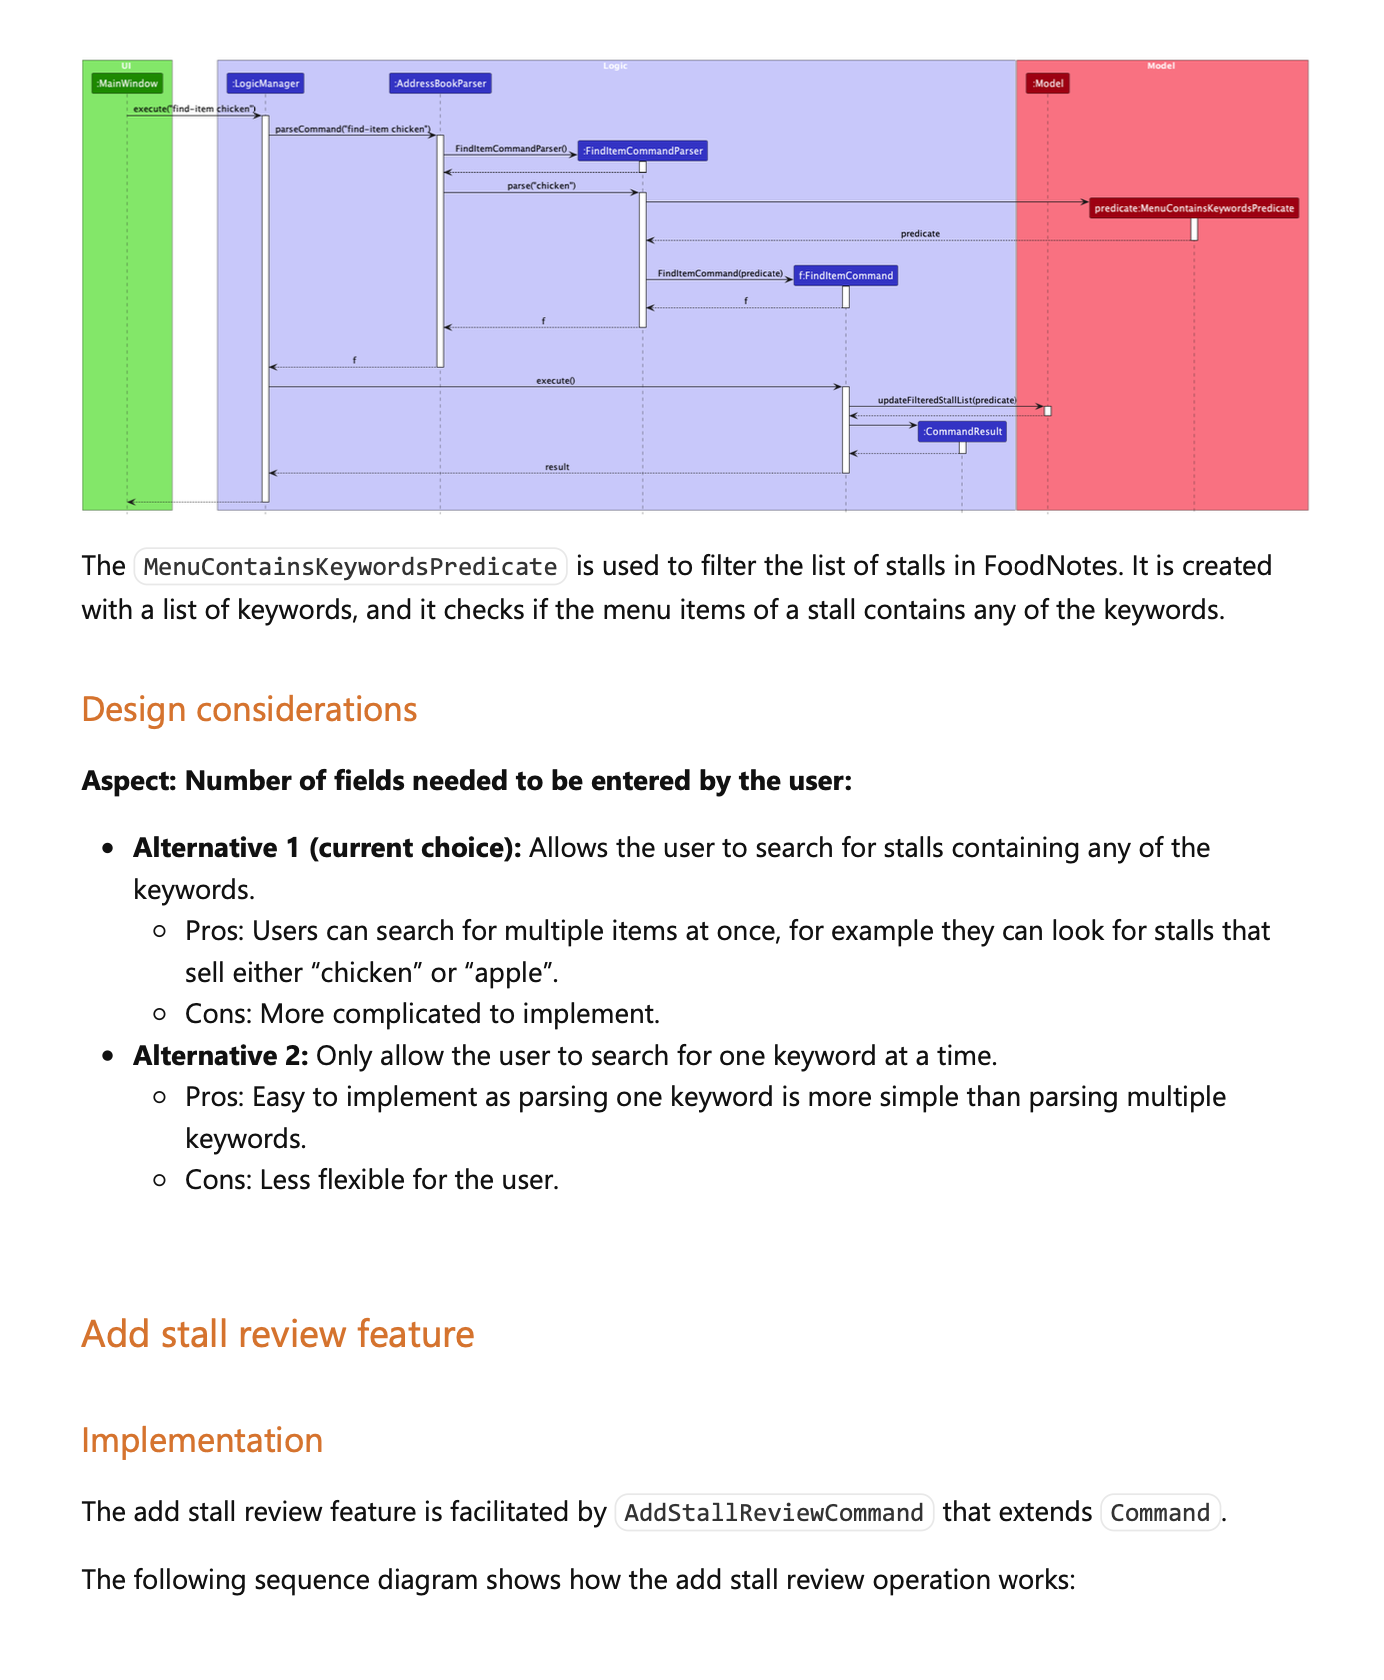 UI
Logic
Model
:MainWindow
:LogicManager
:AddressBookParser
:Model
execute("find-item chicken")
parseCommand("find-item chicken")
FindItemCommandParser()
:FindItemCommandParser
parse("chicken")
predicate:MenuContainsKeywordsPredicate
predicate
FindItemCommand(predicate)
f:FindItemCommand
f
f
f
execute()
updateFilteredStallList(predicate)
:CommandResult
result
The MenuContainsKeywordsPredicate is used to filter the list of stalls in FoodNotes. It is created
with a list of keywords, and it checks if the menu items of a stall contains any of the keywords.
Design considerations
Aspect: Number of fields needed to be entered by the user:
• Alternative 1 (current choice): Allows the user to search for stalls containing any of the
keywords.
○ Pros: Users can search for multiple items at once, for example they can look for stalls that
sell either “chicken” or “apple”.
○ Cons: More complicated to implement.
• Alternative 2: Only allow the user to search for one keyword at a time.
○ Pros: Easy to implement as parsing one keyword is more simple than parsing multiple
keywords.
○ Cons: Less flexible for the user.
Add stall review feature
Implementation
The add stall review feature is facilitated by AddStallReviewCommand that extends Command.
The following sequence diagram shows how the add stall review operation works: